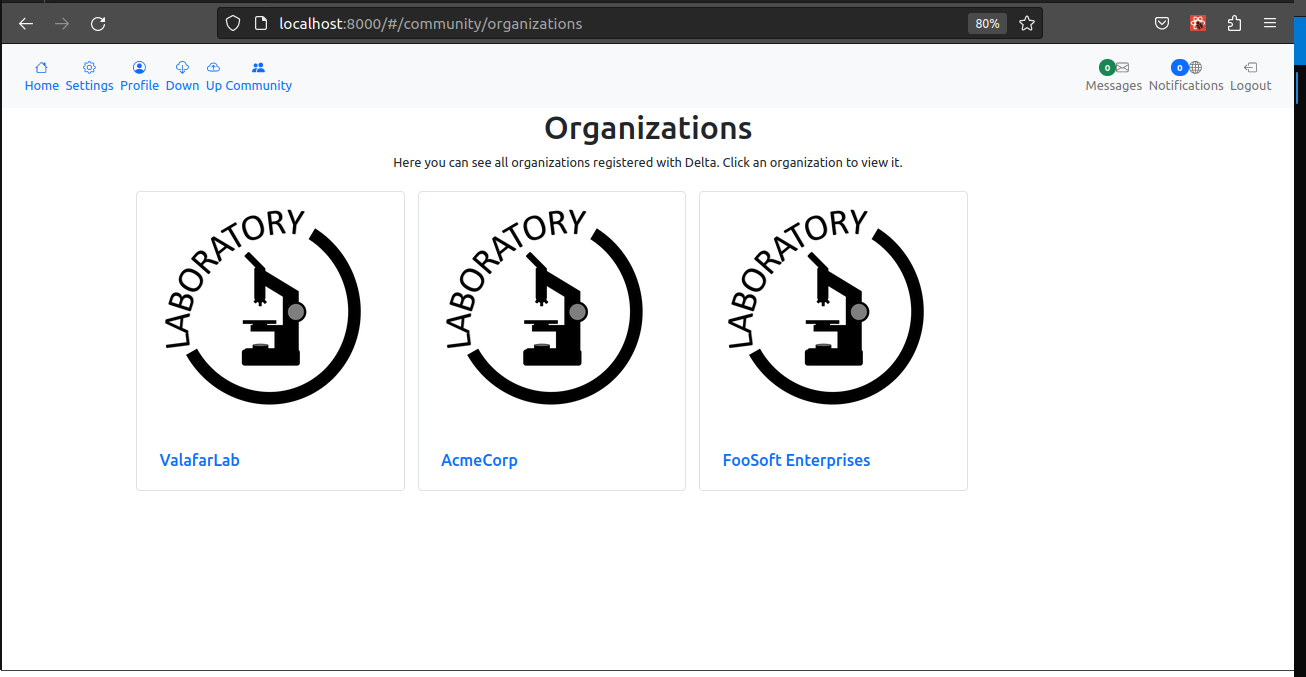 localhost:8000/#/community/organizations
80%
Home Settings Profile Down Up Community
0 0
Messages Notifications Logout
Organizations
Here you can see all organizations registered with Delta. Click an organization to view it.
LABORATORY LABORATORY LABORATORY
ValafarLab AcmeCorp FooSoft Enterprises